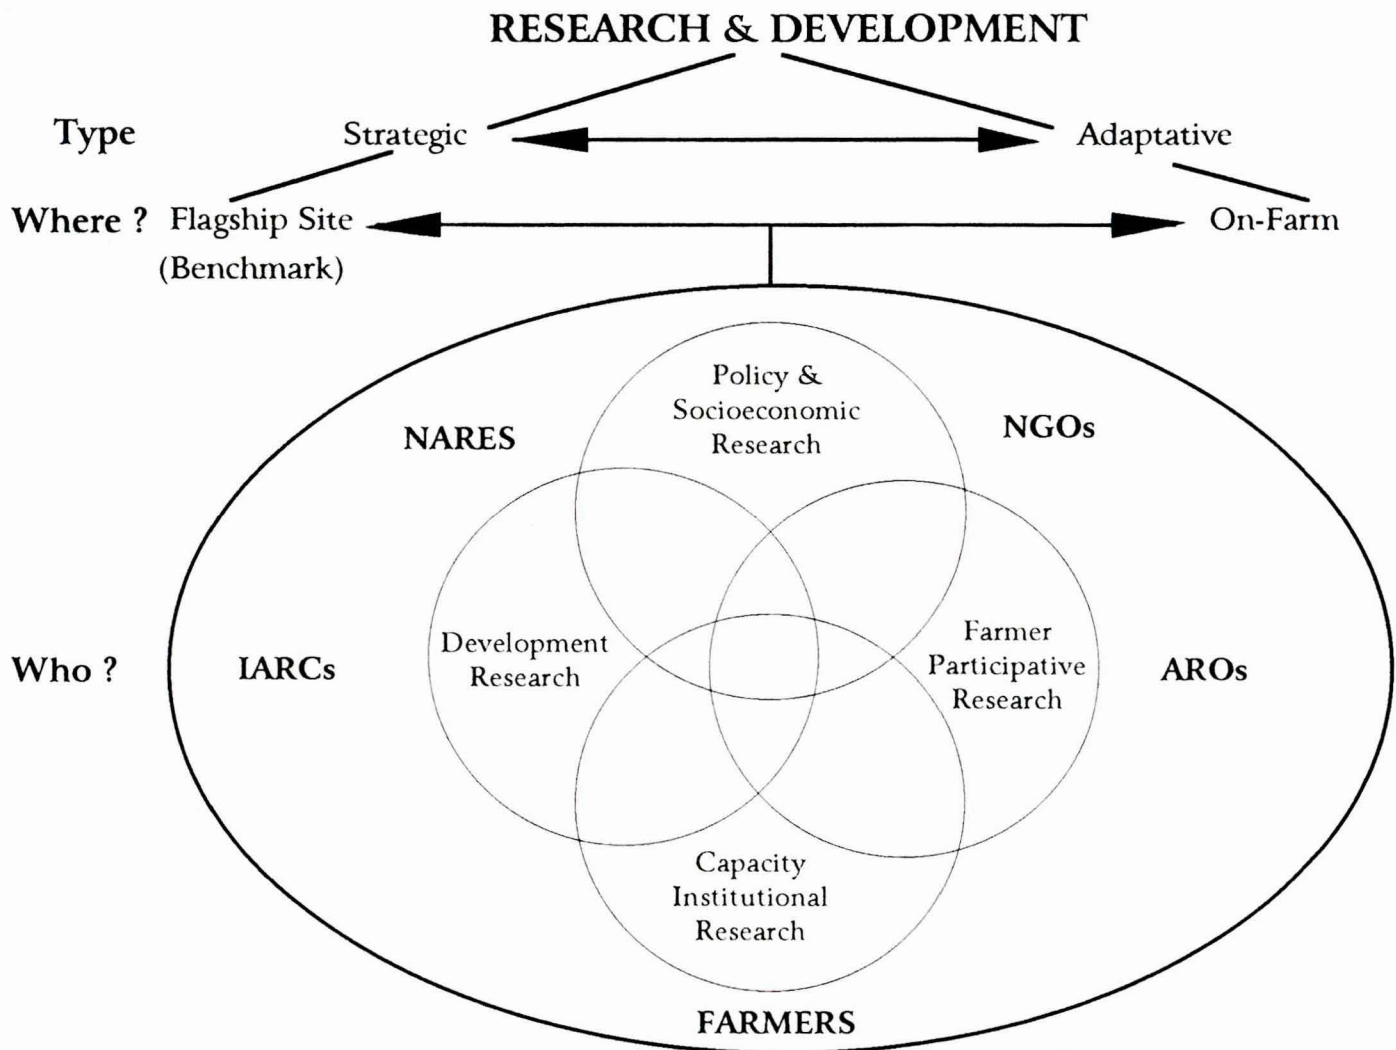 RESEARCH & DEVELOPMENT
Type Strategic Adaptative
Where ? Flagship Site On-Farm
(Benchmark)
Policy &
Socioeconomic
Research
NARES NGOs
Development
Research
Farmer
Participative
Research
Who ? IARCs AROs
Capacity
Institutional
Research
FARMERS